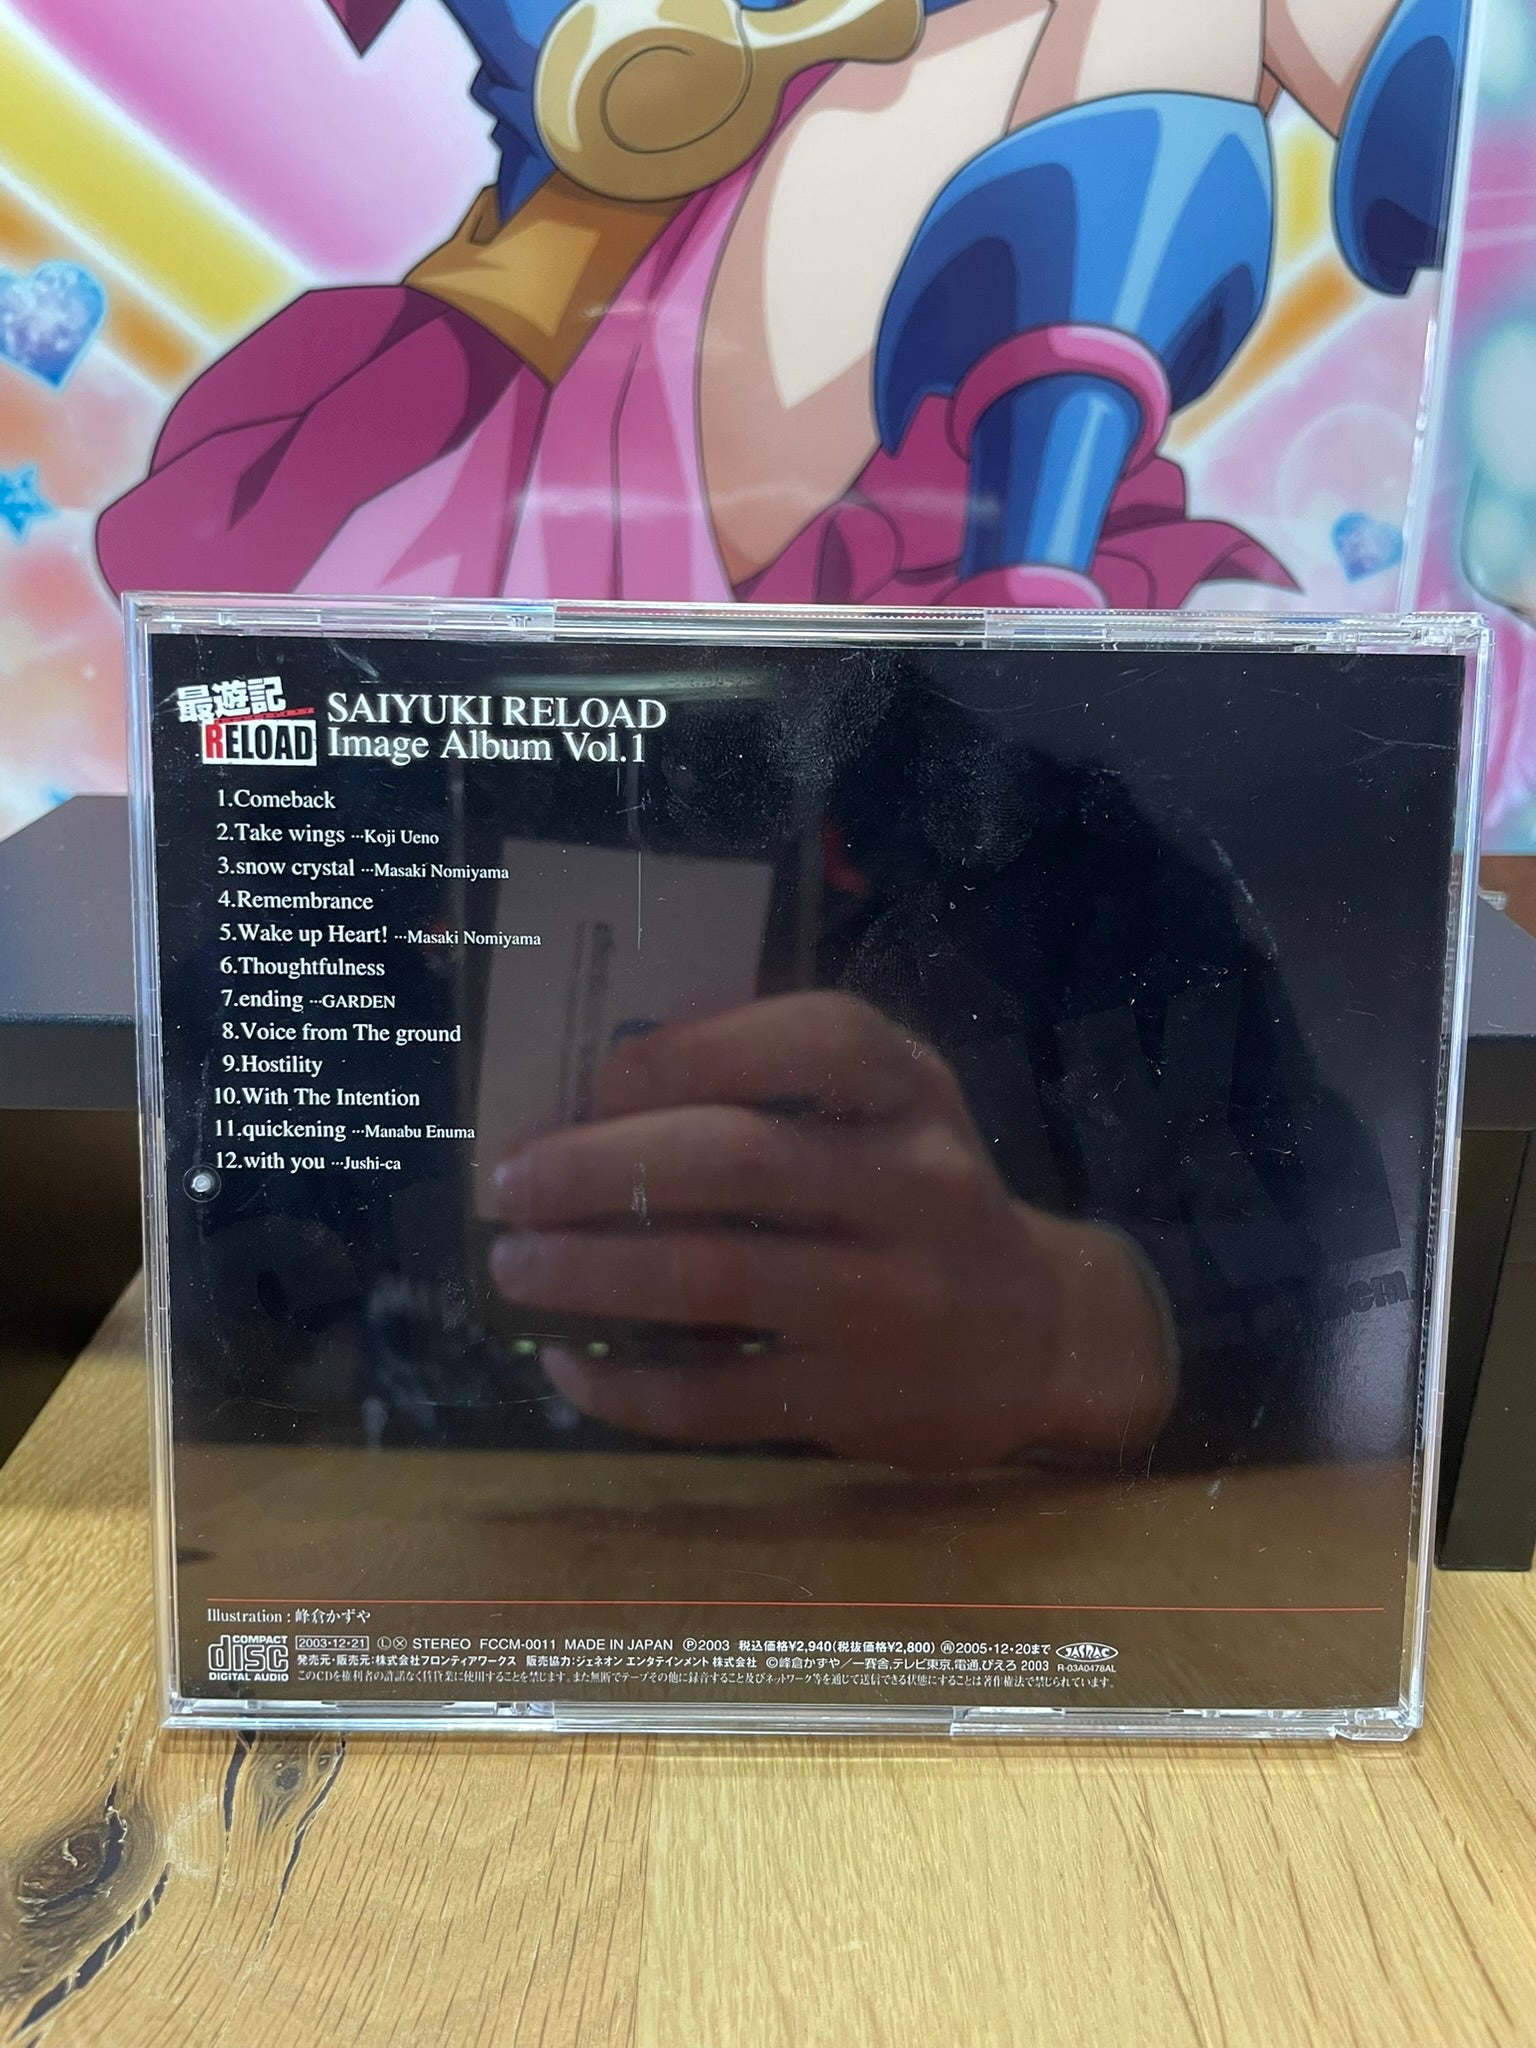 最遊記
RELOAD
SAIYUKI RELOAD
Image Album Vol.1
1.Comeback
2.Take wings ···Koji Ueno
3.snow crystal ···Masaki Nomiyama
4.Remembrance
5.Wake up Heart! ···Masaki Nomiyama
6.Thoughtfulness
7.ending ···GARDEN
8.Voice from The ground
9.Hostility
10.With The Intention
11.quickening ···Manabu Enuma
12.with you ···Jushi-ca
Illustration : 峰倉かずや
COMPACT
disc
DIGITAL AUDIO
2003・12・21 Ⓛ STEREO FCCM-0011 MADE IN JAPAN Ⓟ2003 税込価格¥2,940(税抜価格¥2,800) ㊢2005・12・20まで
発売元・販売元:株式会社フロンティアワークス 販売協力:ジェネオン エンタテインメント 株式会社 ©峰倉かずや/一賽舎,テレビ東京,電通,ぴえろ 2003
このCDを権利者の許諾なく賃貸業に使用することを禁じます。また無断でテープその他に録音すること及びネットワーク等を通じて送信できる状態にすることは著作権法で禁じられています。
JASRAC
R-03A0478AL